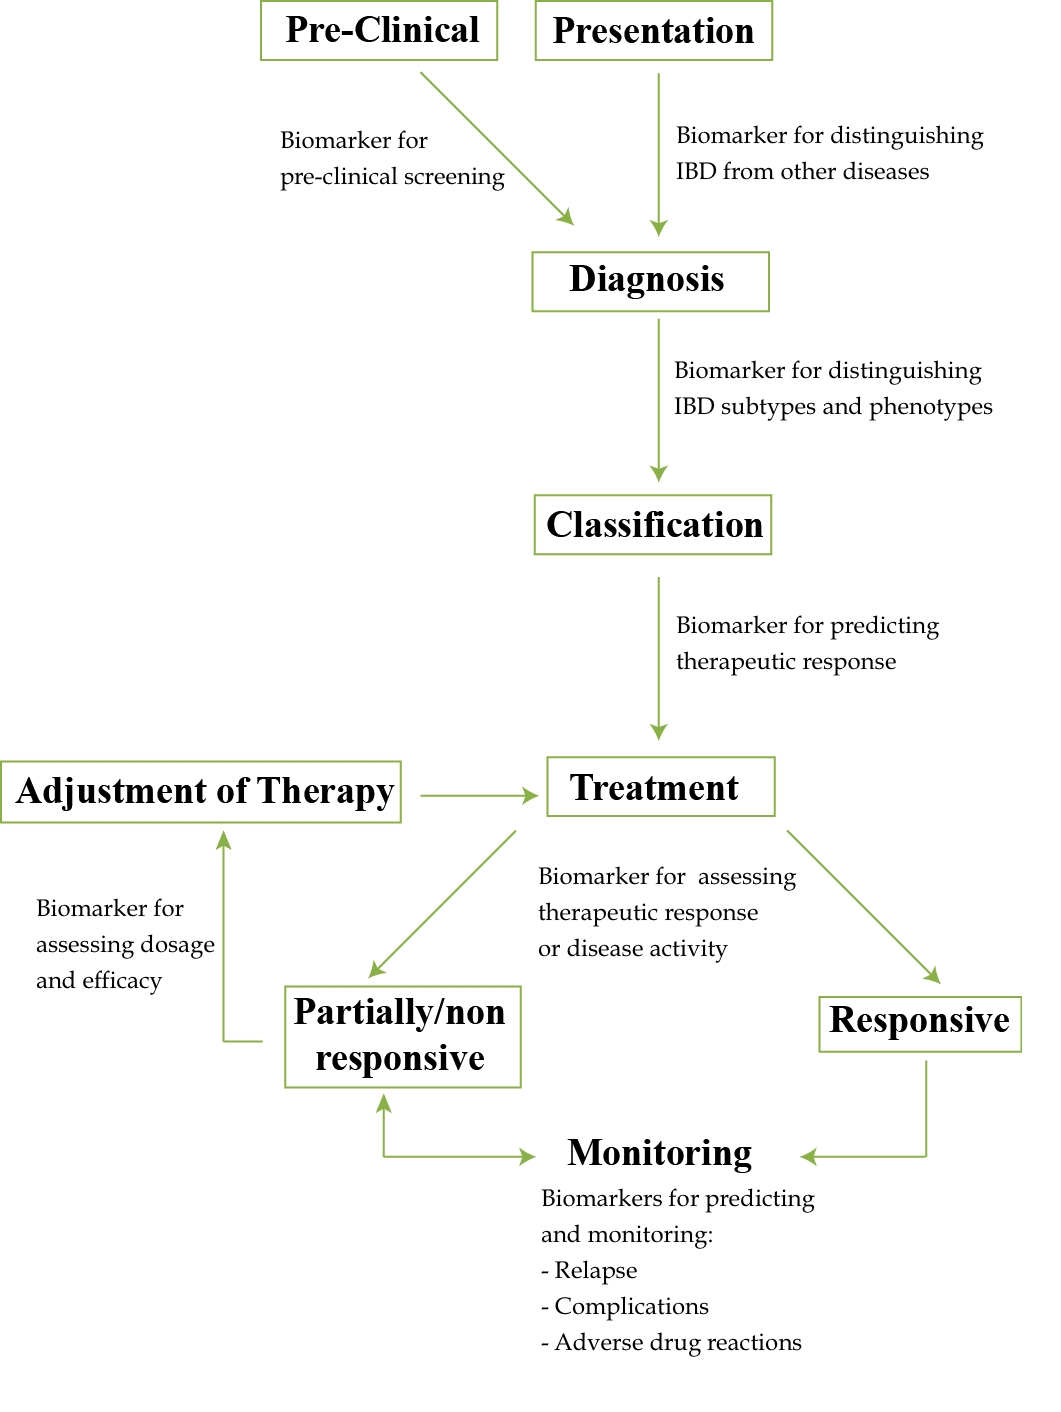 Pre-Clinical
Presentation
Biomarker for
pre-clinical screening
Biomarker for distinguishing
IBD from other diseases
Diagnosis
Biomarker for distinguishing
IBD subtypes and phenotypes
Classification
Biomarker for predicting
therapeutic response
Adjustment of Therapy
Treatment
Biomarker for
assessing dosage
and efficacy
Biomarker for  assessing
therapeutic response
or disease activity
Partially/non
responsive
Responsive
Monitoring
Biomarkers for predicting
and monitoring:
- Relapse
- Complications
- Adverse drug reactions